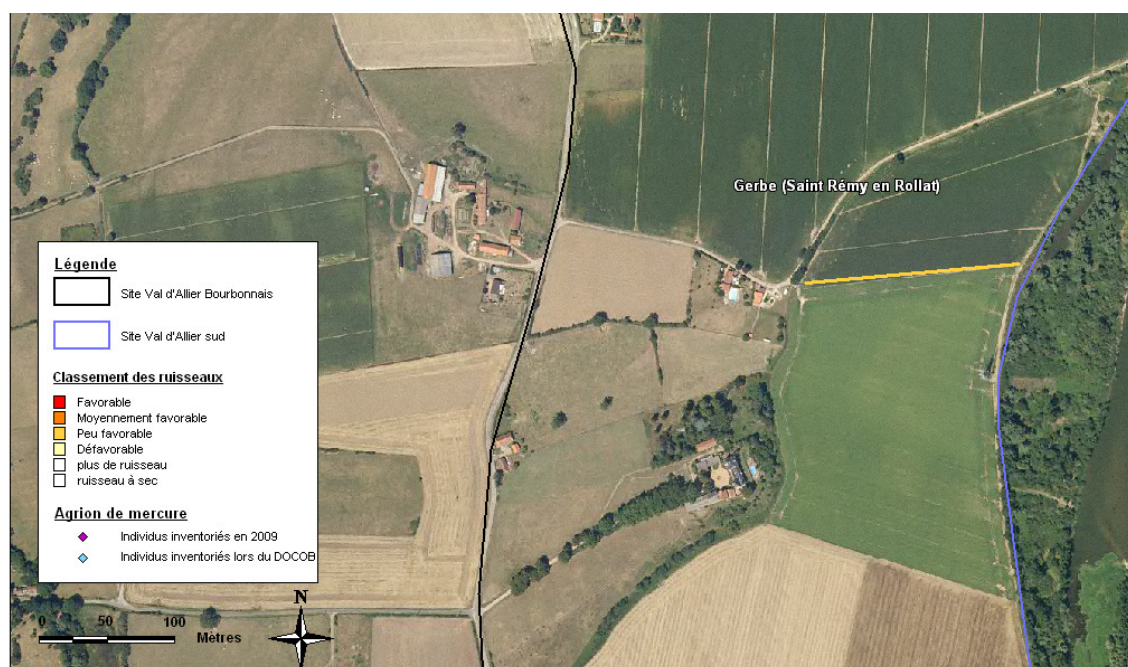 Gerbe (Saint Rémy en Rollat)
Légende
Site Val d'Allier Bourbonnais
Site Val d'Allier sud
Classement des ruisseaux
Favorable
Moyennement favorable
Peu favorable
Défavorable
plus de ruisseau
ruisseau à sec
Agrion de mercure
Individus inventoriés en 2009
Individus inventoriés lors du DOCOB
N
0 50 100
Mètres